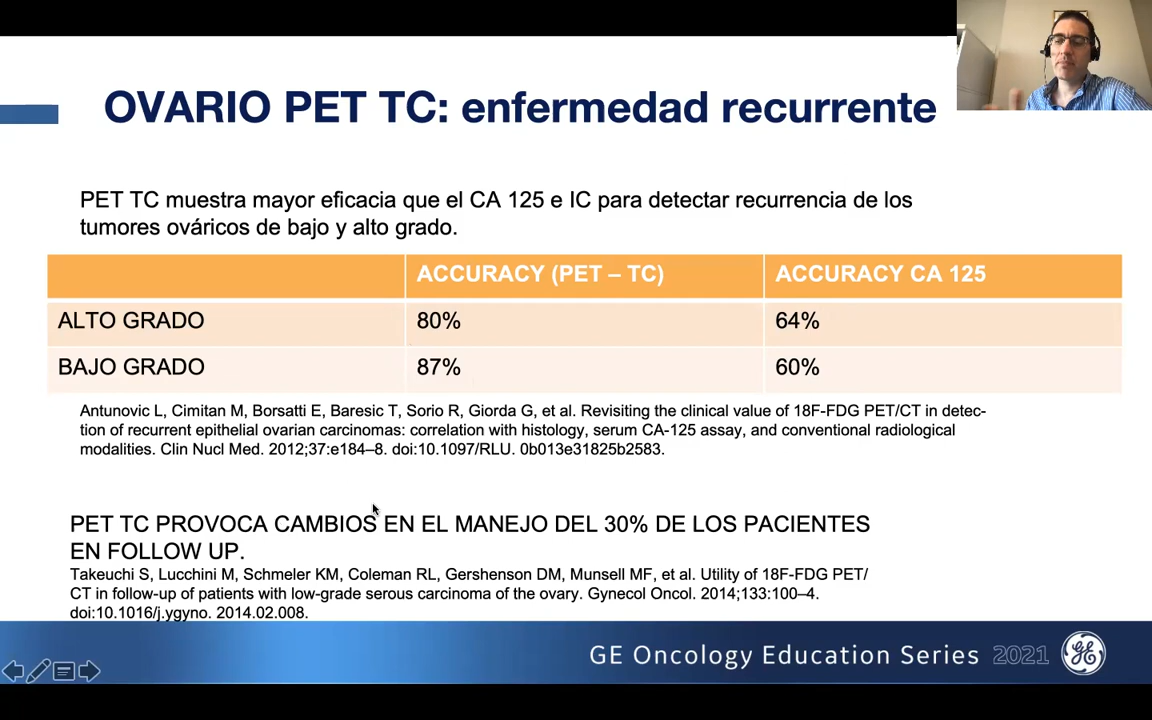 OVARIO PET TC: enfermedad recurrente
PET TC muestra mayor eficacia que el CA 125 e IC para detectar recurrencia de los
tumores ováricos de bajo y alto grado.
ACCURACY (PET – TC) ACCURACY CA 125
ALTO GRADO 80% 64%
BAJO GRADO 87% 60%
Antunovic L, Cimitan M, Borsatti E, Baresic T, Sorio R, Giorda G, et al. Revisiting the clinical value of 18F-FDG PET/CT in detec-
tion of recurrent epithelial ovarian carcinomas: correlation with histology, serum CA-125 assay, and conventional radiological
modalities. Clin Nucl Med. 2012;37:e184–8. doi:10.1097/RLU. 0b013e31825b2583.
PET TC PROVOCA CAMBIOS EN EL MANEJO DEL 30% DE LOS PACIENTES
EN FOLLOW UP.
Takeuchi S, Lucchini M, Schmeler KM, Coleman RL, Gershenson DM, Munsell MF, et al. Utility of 18F-FDG PET/
CT in follow-up of patients with low-grade serous carcinoma of the ovary. Gynecol Oncol. 2014;133:100–4.
doi:10.1016/j.ygyno. 2014.02.008.
GE Oncology Education Series 2021